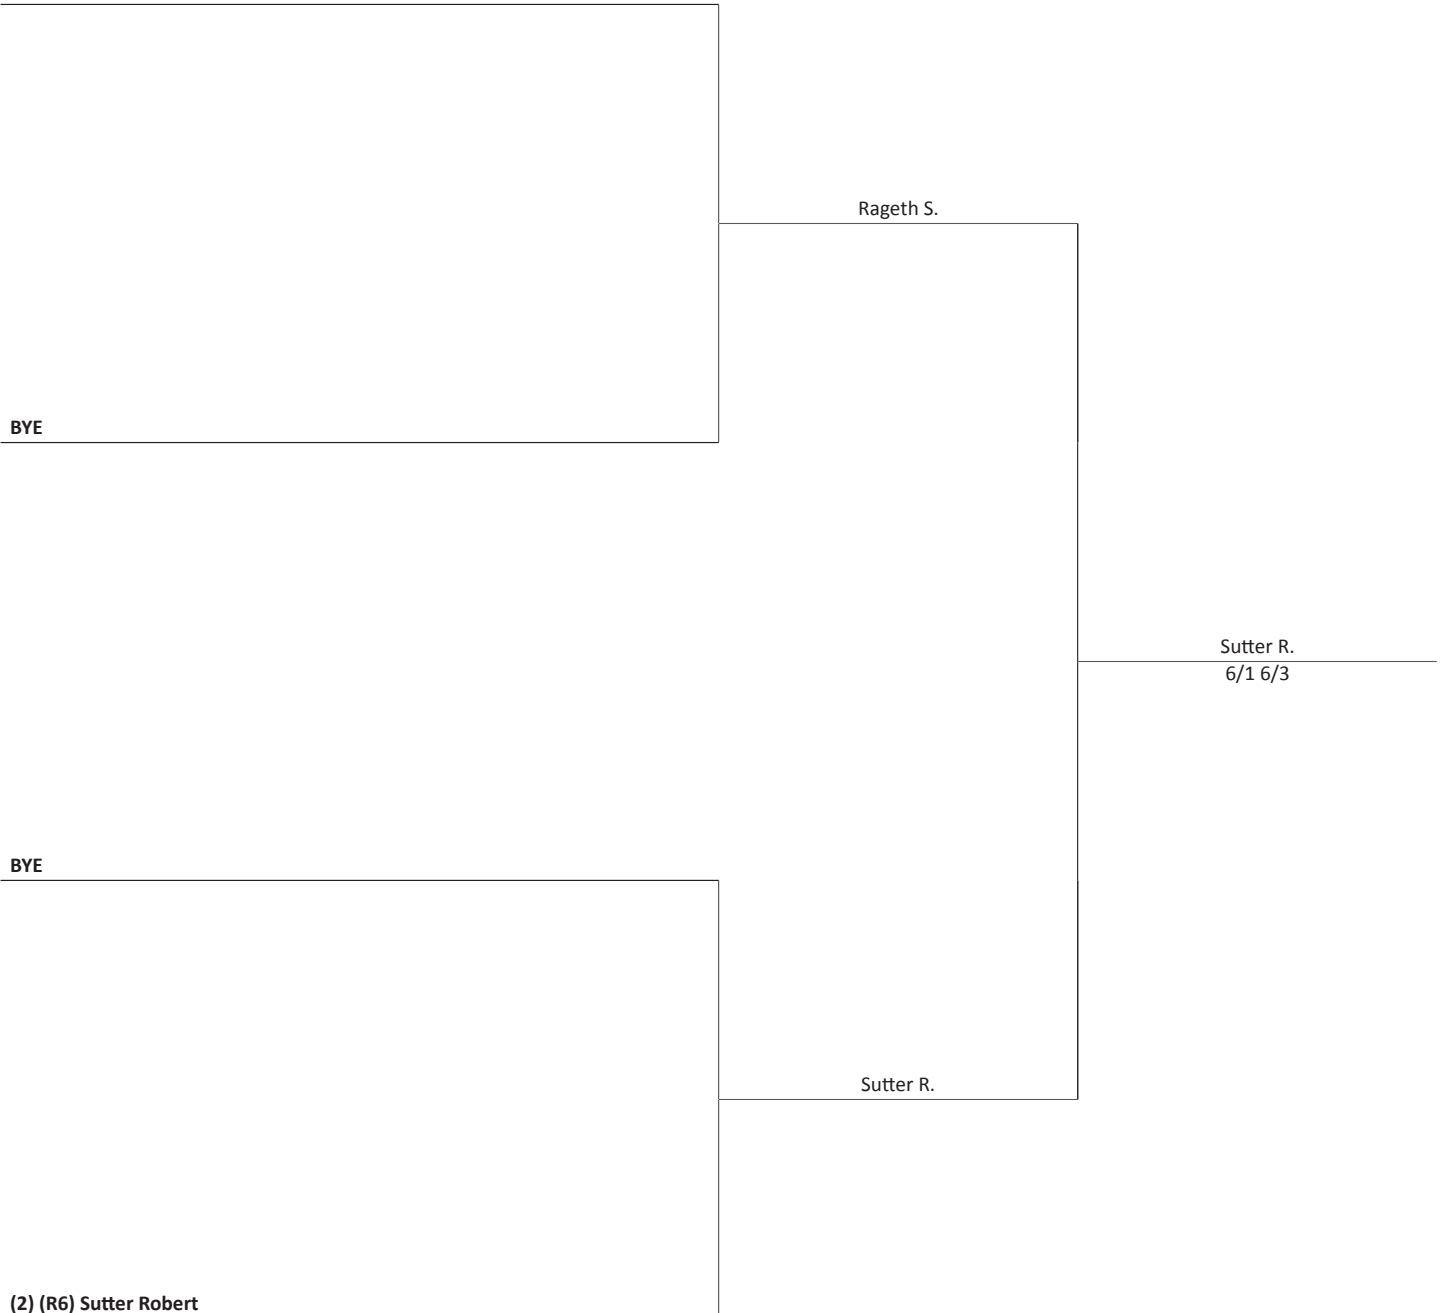 Rageth S.
BYE
Sutter R.
6/1 6/3
BYE
Sutter R.
(2) (R6) Sutter Robert